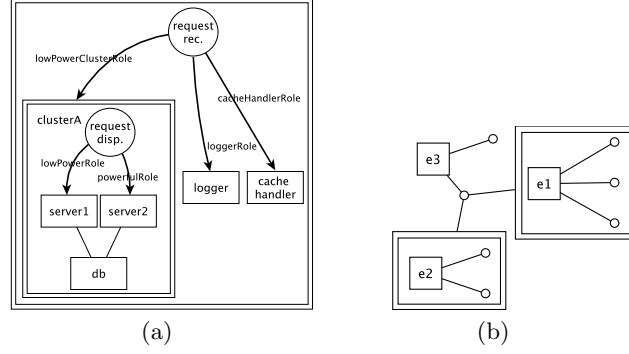 request
rec.
lowPowerClusterRole
cacheHandlerRole
clusterA
request
disp.
loggerRole
lowPowerRole
powerfulRole
logger
cache
handler
server1
server2
db
(a)
e3
e1
e2
(b)